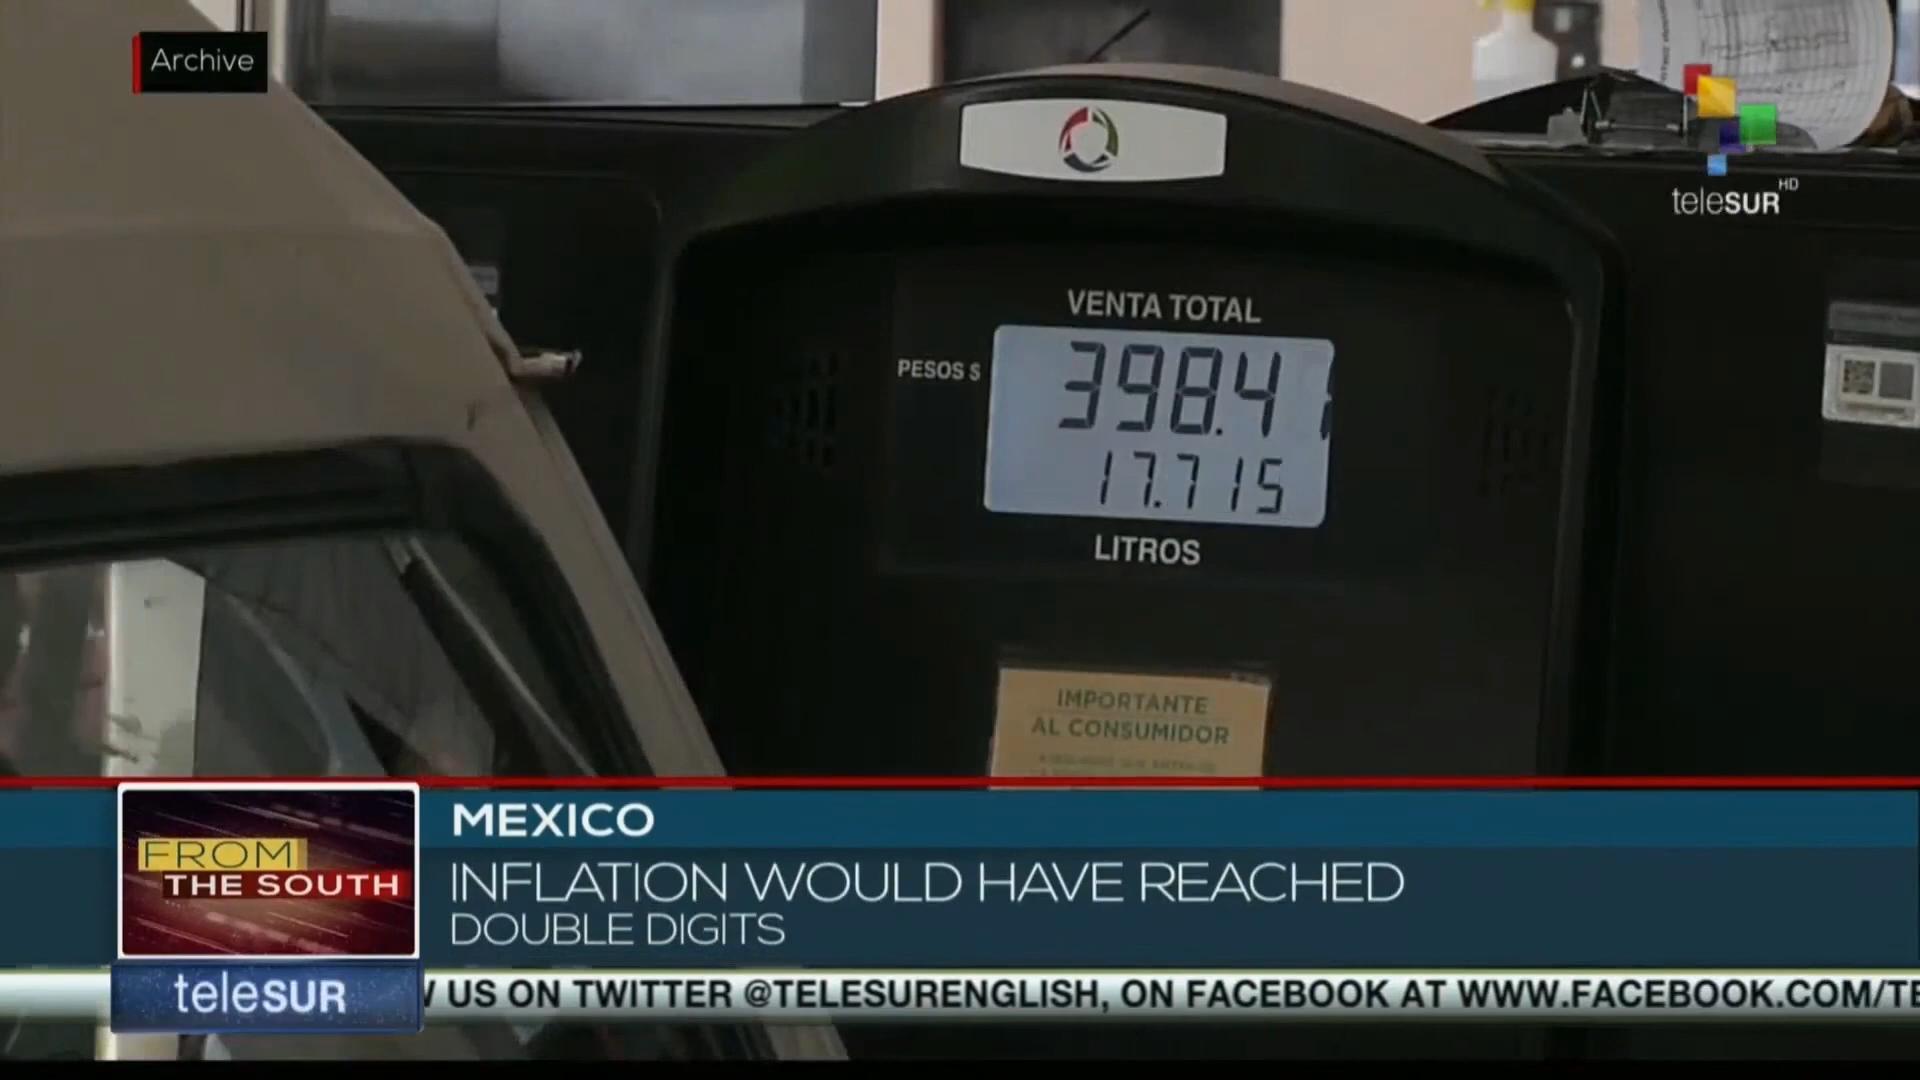 Archive
teleSUR HD
VENTA TOTAL
PESOS $
398.41
17.715
LITROS
IMPORTANTE
AL CONSUMIDOR
MEXICO
FROM
THE SOUTH
INFLATION WOULD HAVE REACHED
DOUBLE DIGITS
teleSUR
US ON TWITTER @TELESURENGLISH, ON FACEBOOK AT WWW.FACEBOOK.COM/TE